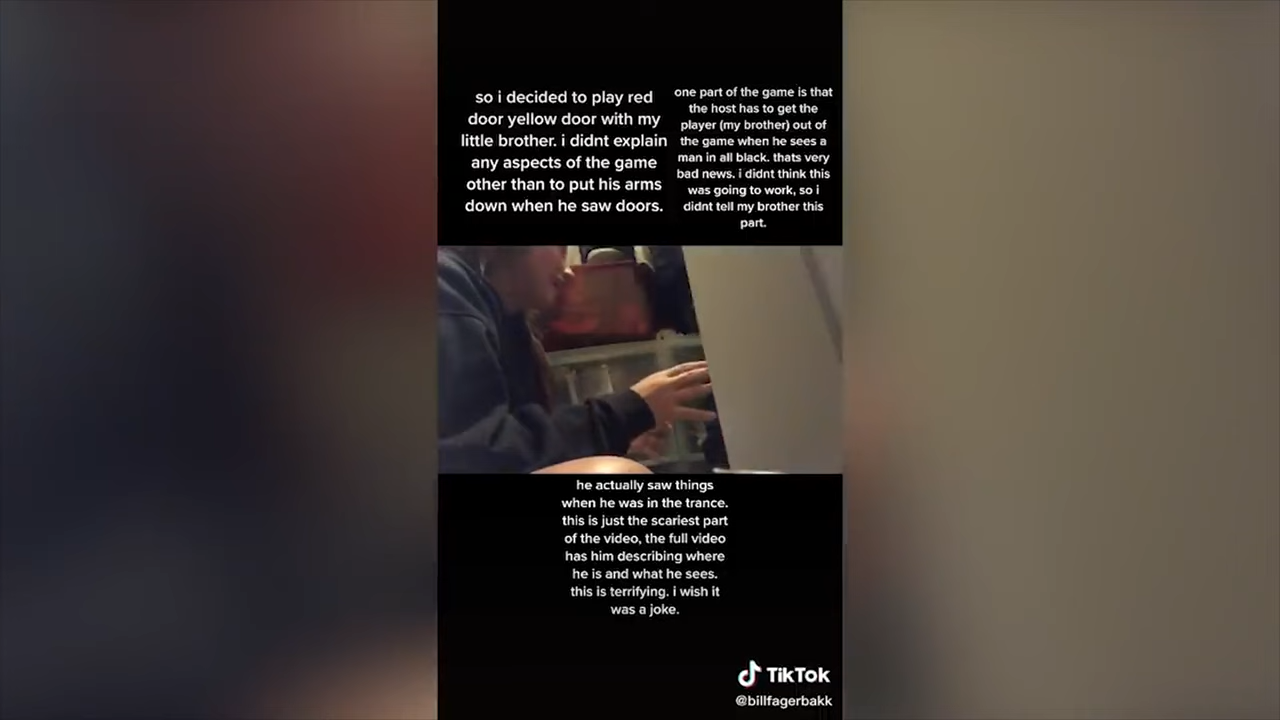 so i decided to play red
door yellow door with my
little brother. i didnt explain
any aspects of the game
other than to put his arms
down when he saw doors.
one part of the game is that
the host has to get the
player (my brother) out of
the game when he sees a
man in all black. thats very
bad news. i didnt think this
was going to work, so i
didnt tell my brother this
part.
he actually saw things
when he was in the trance.
this is just the scariest part
of the video, the full video
has him describing where
he is and what he sees.
this is terrifying. i wish it
was a joke.
TikTok
@billfagerbakk